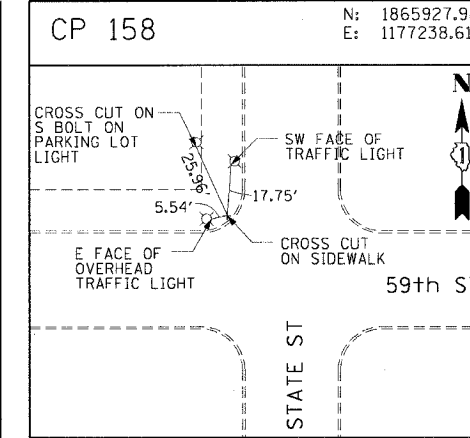 CP 158
N: 1865927.9
E: 1177238.61
N
CROSS CUT ON
S BOLT ON
PARKING LOT
LIGHT
25.96'
SW FACE OF
TRAFFIC LIGHT
17.75'
5.54'
E FACE OF
OVERHEAD
TRAFFIC LIGHT
CROSS CUT
ON SIDEWALK
59th
STATE ST